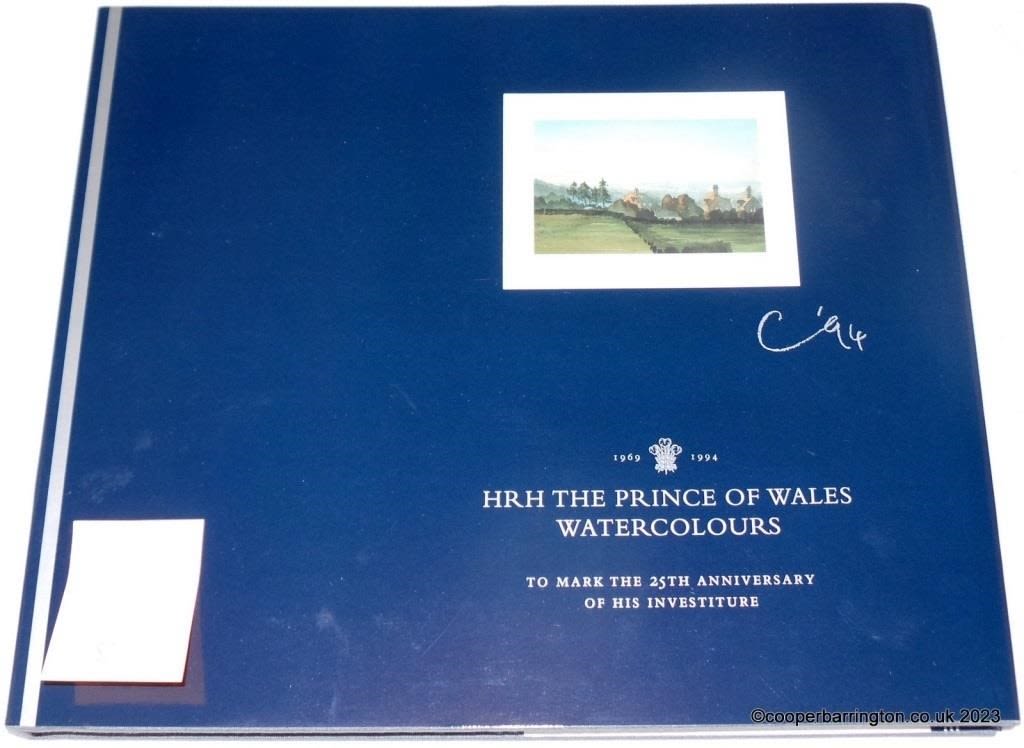 C '94
1969 1994
HRH THE PRINCE OF WALES
WATERCOLOURS
TO MARK THE 25TH ANNIVERSARY
OF HIS INVESTITURE
©cooperbarrington.co.uk 2023